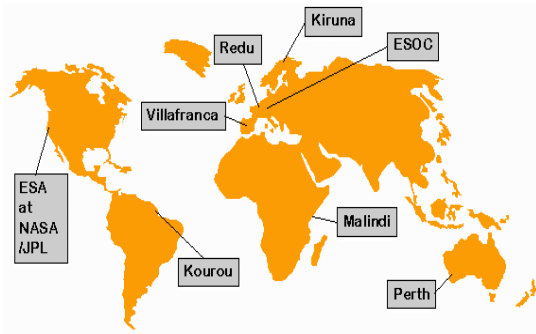 Kiruna
Redu
ESOC
Villafranca
ESA
at
NASA
/JPL
Malindi
Kourou
Perth